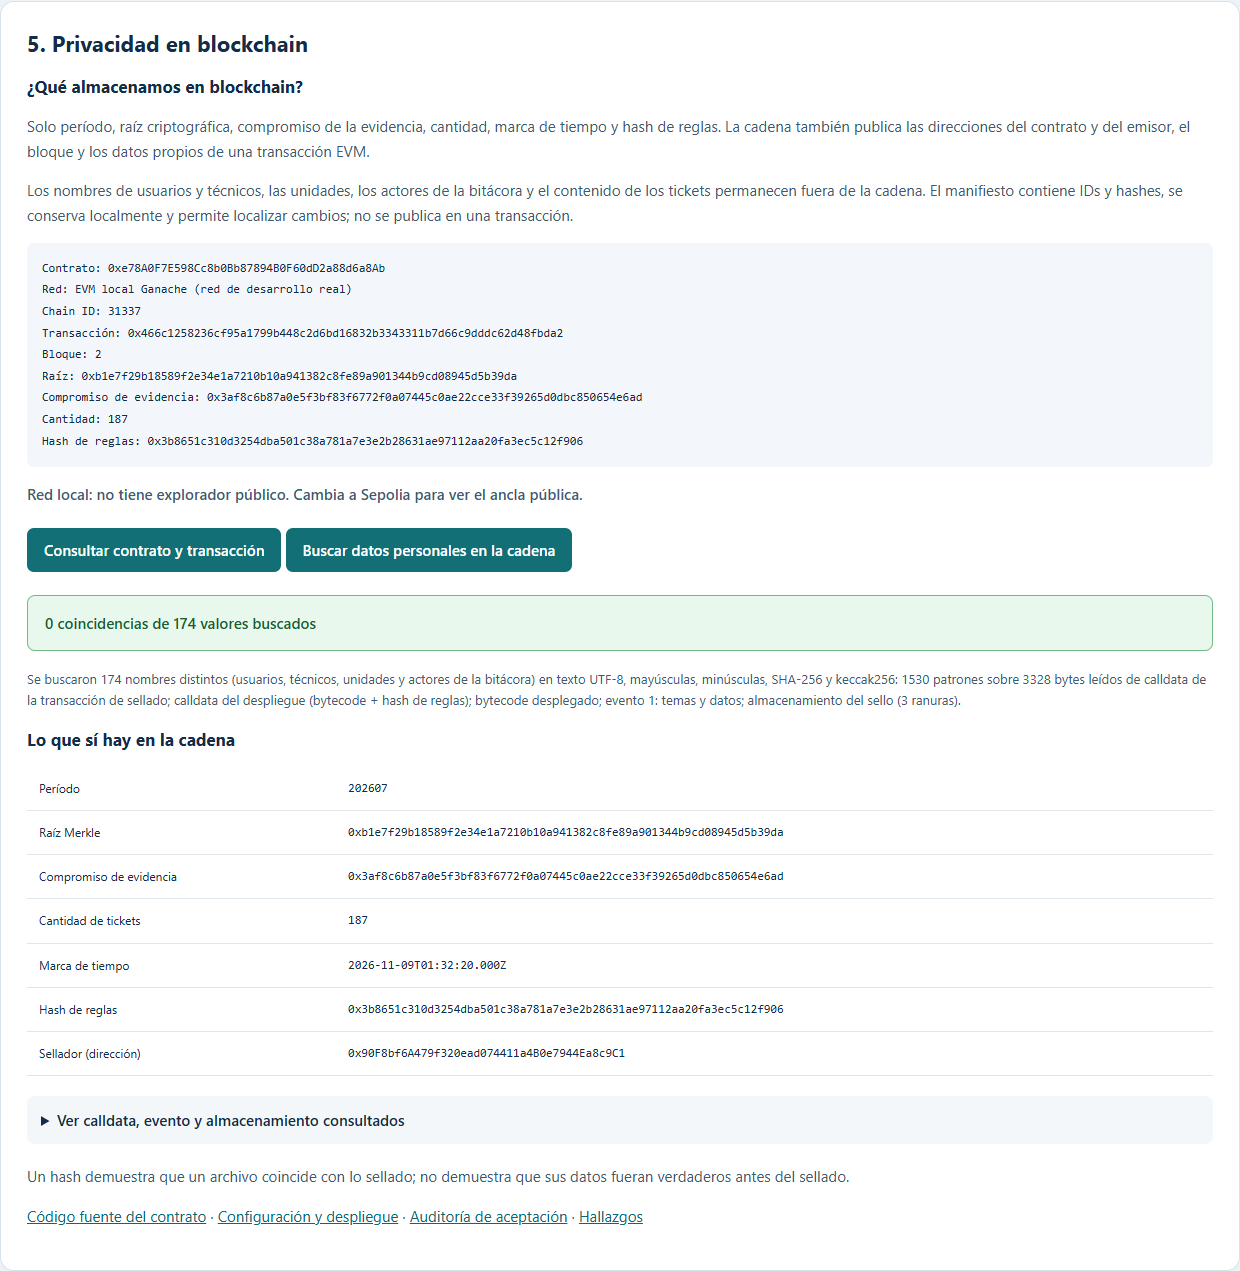 5. Privacidad en blockchain
¿Qué almacenamos en blockchain?
Solo período, raíz criptográfica, compromiso de la evidencia, cantidad, marca de tiempo y hash de reglas. La cadena también publica las direcciones del contrato y del emisor, el
bloque y los datos propios de una transacción EVM.
Los nombres de usuarios y técnicos, las unidades, los actores de la bitácora y el contenido de los tickets permanecen fuera de la cadena. El manifiesto contiene IDs y hashes, se
conserva localmente y permite localizar cambios; no se publica en una transacción.
Contrato: 0xe78A0F7E598Cc8b0Bb87894B0F60dD2a88d6a8Ab
Red: EVM local Ganache (red de desarrollo real)
Chain ID: 31337
Transacción: 0x466c1258236cf95a1799b448c2d6bd16832b3343311b7d66c9dddc62d48fbda2
Bloque: 2
Raíz: 0xb1e7f29b18589f2e34e1a7210b10a941382c8fe89a901344b9cd08945d5b39da
Compromiso de evidencia: 0x3af8c6b87a0e5f3bf83f6772f0a07445c0ae22cce33f39265d0dbc850654e6ad
Cantidad: 187
Hash de reglas: 0x3b8651c310d3254dba501c38a781a7e3e2b28631ae97112aa20fa3ec5c12f906
Red local: no tiene explorador público. Cambia a Sepolia para ver el ancla pública.
Consultar contrato y transacción Buscar datos personales en la cadena
0 coincidencias de 174 valores buscados
Se buscaron 174 nombres distintos (usuarios, técnicos, unidades y actores de la bitácora) en texto UTF-8, mayúsculas, minúsculas, SHA-256 y keccak256: 1530 patrones sobre 3328 bytes leídos de calldata de
la transacción de sellado; calldata del despliegue (bytecode + hash de reglas); bytecode desplegado; evento 1: temas y datos; almacenamiento del sello (3 ranuras).
Lo que sí hay en la cadena
Período 202607
Raíz Merkle 0xb1e7f29b18589f2e34e1a7210b10a941382c8fe89a901344b9cd08945d5b39da
Compromiso de evidencia 0x3af8c6b87a0e5f3bf83f6772f0a07445c0ae22cce33f39265d0dbc850654e6ad
Cantidad de tickets 187
Marca de tiempo 2026-11-09T01:32:20.000Z
Hash de reglas 0x3b8651c310d3254dba501c38a781a7e3e2b28631ae97112aa20fa3ec5c12f906
Sellador (dirección) 0x90F8bf6A479f320ead074411a4B0e7944Ea8c9C1
▶ Ver calldata, evento y almacenamiento consultados
Un hash demuestra que un archivo coincide con lo sellado; no demuestra que sus datos fueran verdaderos antes del sellado.
Código fuente del contrato · Configuración y despliegue · Auditoría de aceptación · Hallazgos